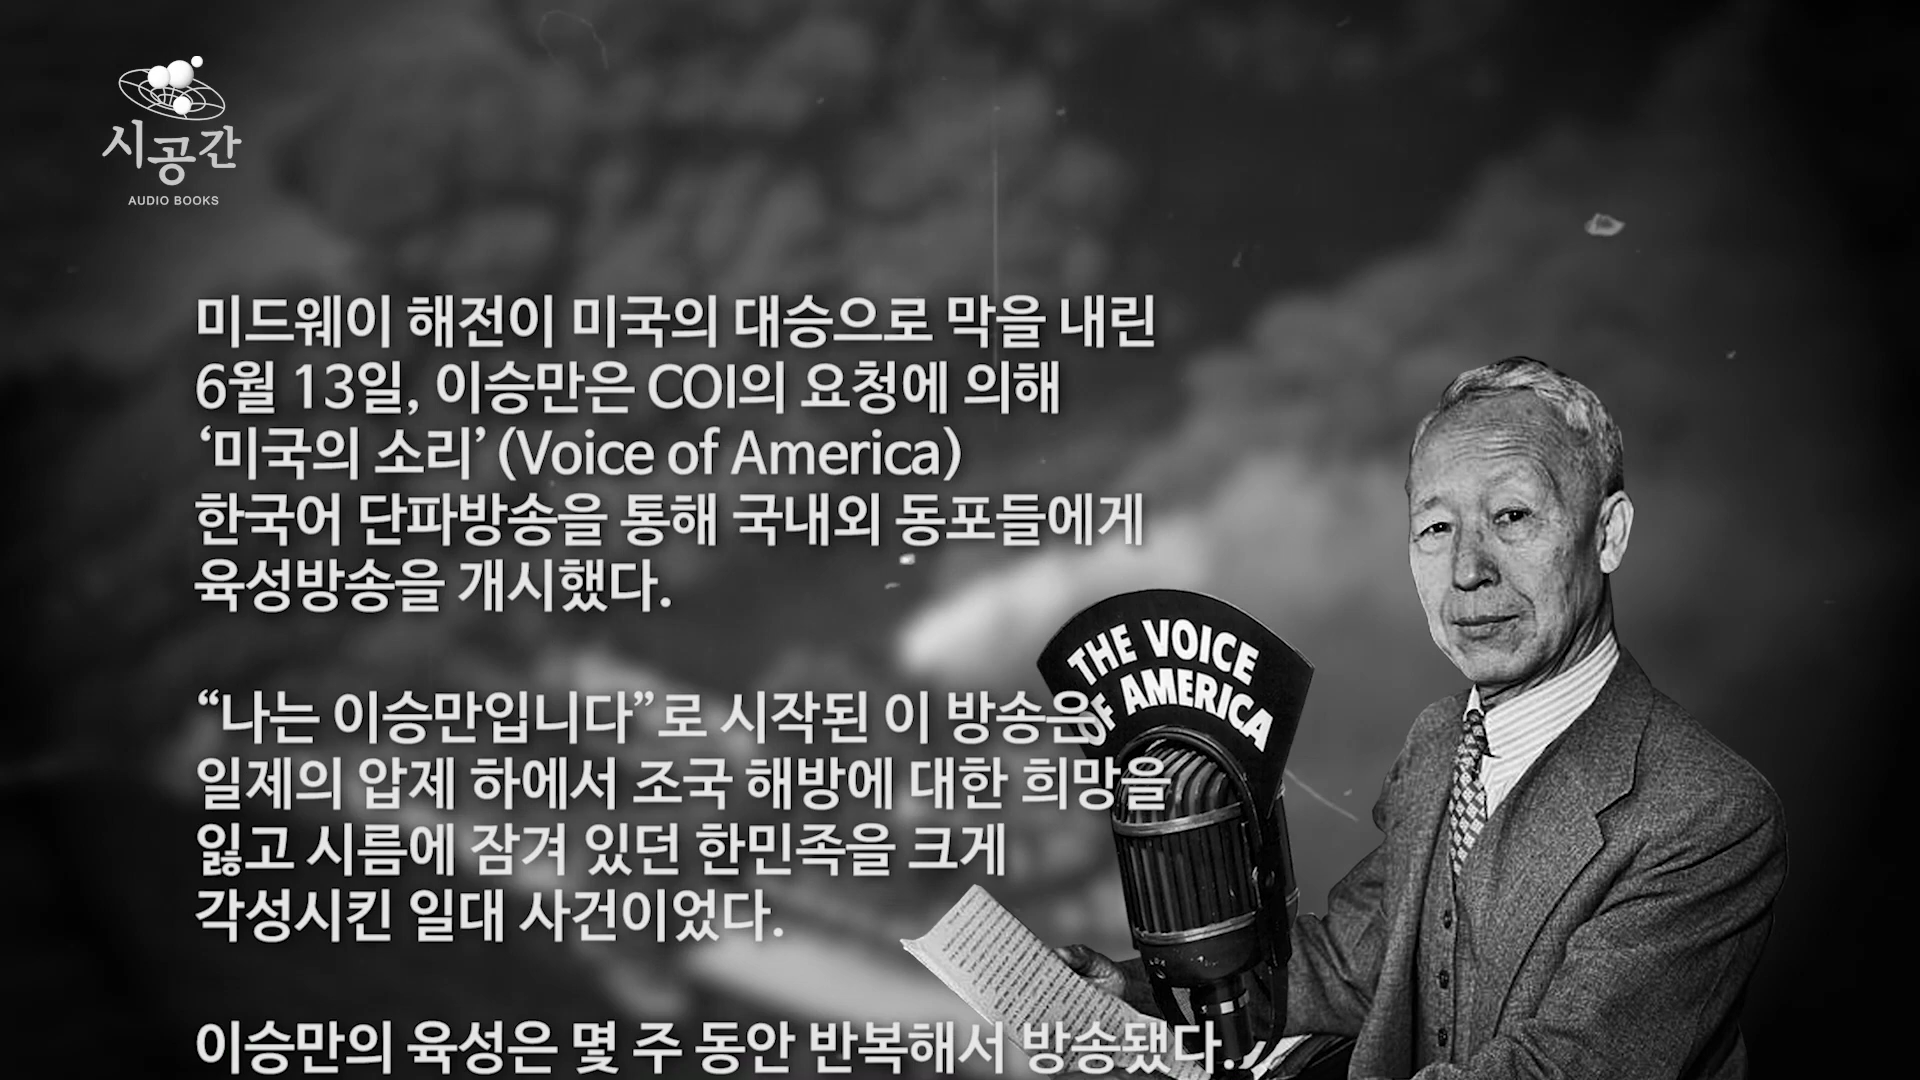 시공간
AUDIO BOOKS
미드웨이 해전이 미국의 대승으로 막을 내린
6월 13일, 이승만은 COI의 요청에 의해
‘미국의 소리’(Voice of America)
한국어 단파방송을 통해 국내외 동포들에게
육성방송을 개시했다.
“나는 이승만입니다”로 시작된 이 방송은
일제의 압제 하에서 조국 해방에 대한 희망을
잃고 시름에 잠겨 있던 한민족을 크게
각성시킨 일대 사건이었다.
이승만의 육성은 몇 주 동안 반복해서 방송됐다.
THE VOICE
OF AMERICA